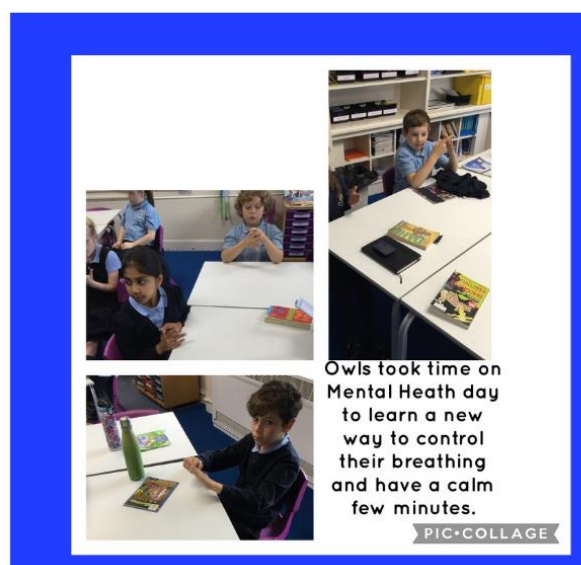 Owls took time on
Mental Heath day
to learn a new
way to control
their breathing
and have a calm
few minutes.
PIC•COLLAGE